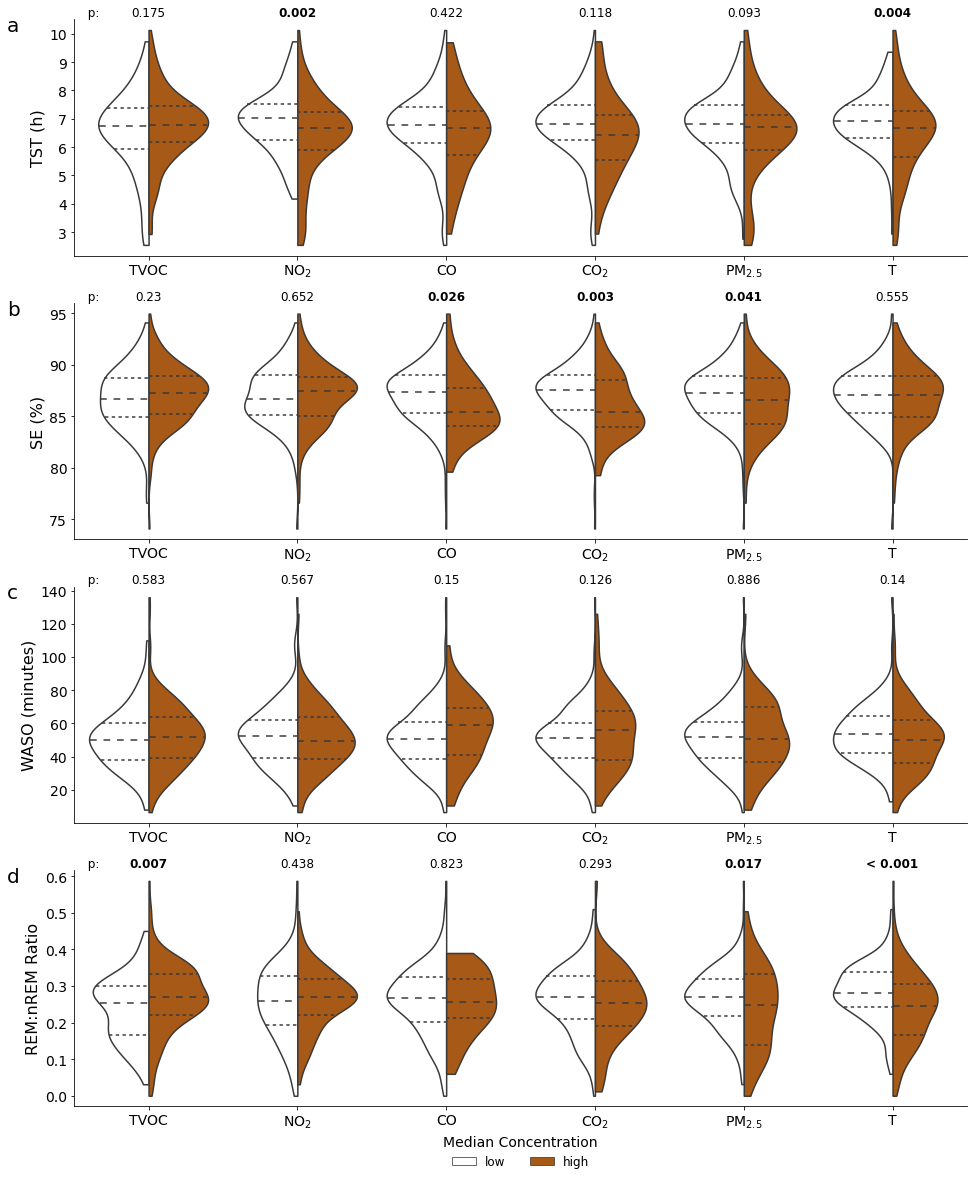 a
p: 0.175 0.002 0.422 0.118 0.093 0.004
TST (h)
10
9
8
7
6
5
4
3
TVOC NO₂ CO CO₂ PM₂.₅ T
b
p: 0.23 0.652 0.026 0.003 0.041 0.555
SE (%)
95
90
85
80
75
TVOC NO₂ CO CO₂ PM₂.₅ T
c
p: 0.583 0.567 0.15 0.126 0.886 0.14
WASO (minutes)
140
120
100
80
60
40
20
TVOC NO₂ CO CO₂ PM₂.₅ T
d
p: 0.007 0.438 0.823 0.293 0.017 < 0.001
REM:nREM Ratio
0.6
0.5
0.4
0.3
0.2
0.1
0.0
TVOC NO₂ CO CO₂ PM₂.₅ T
Median Concentration
low high